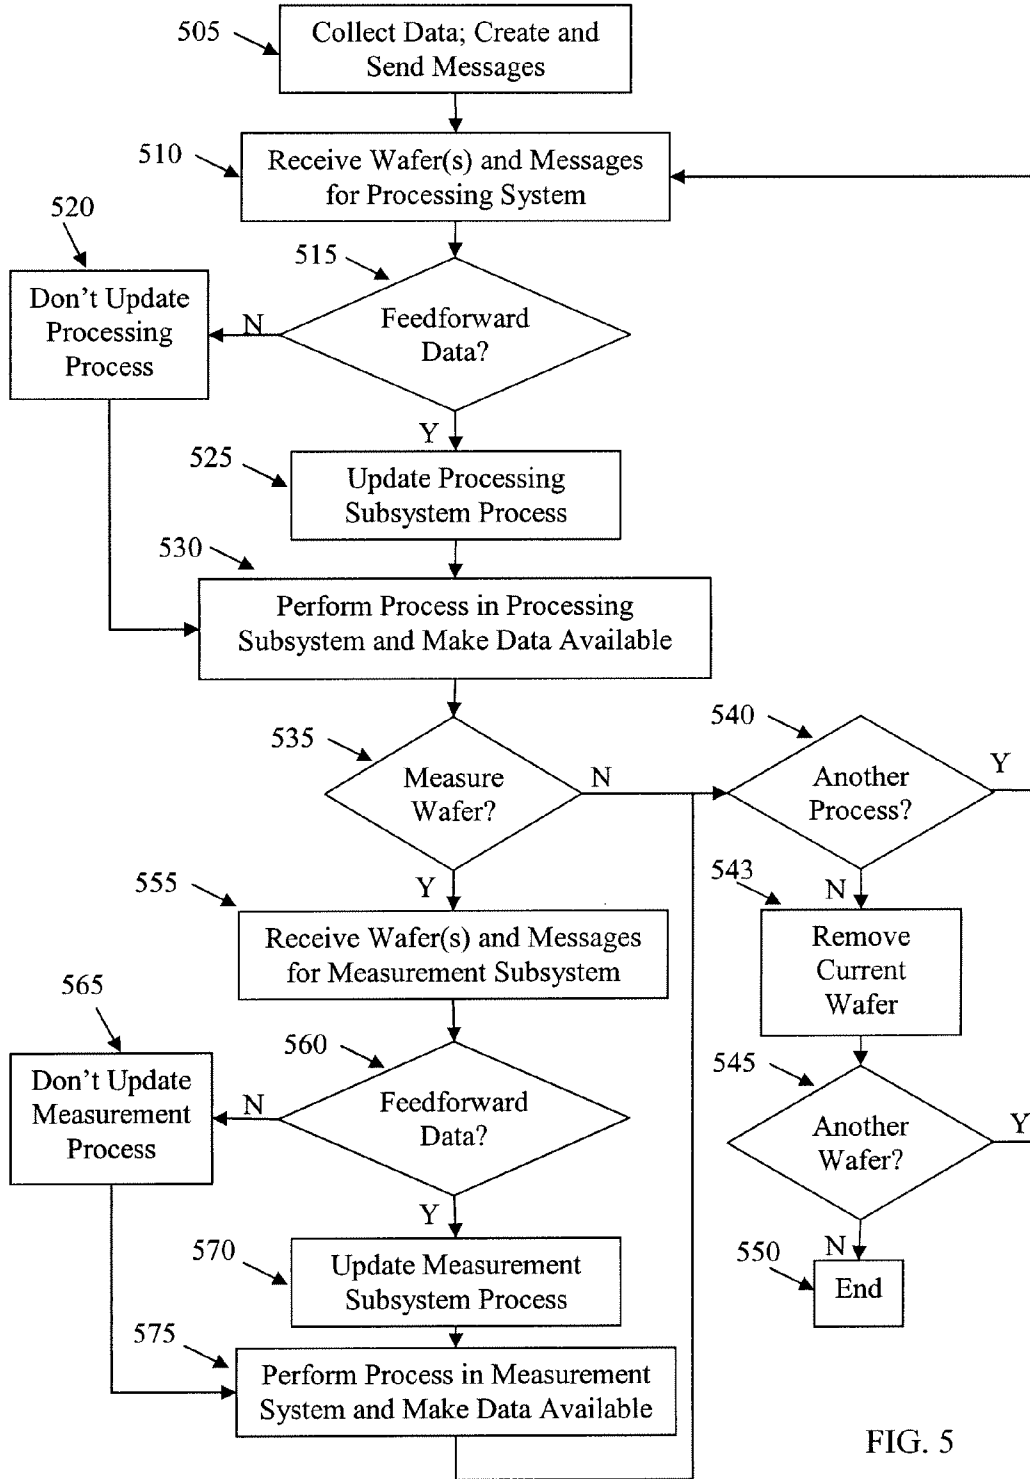 505
Collect Data; Create and
Send Messages
510
Receive Wafer(s) and Messages
for Processing System
520
515
Don't Update
Processing
Process
N
Feedforward
Data?
Y
525
Update Processing
Subsystem Process
530
Perform Process in Processing
Subsystem and Make Data Available
535
Measure
Wafer?
N
540
Another
Process?
Y
Y
555
Receive Wafer(s) and Messages
for Measurement Subsystem
543
N
Remove
Current
Wafer
565
560
Don't Update
Measurement
Process
N
Feedforward
Data?
Y
545
Another
Wafer?
Y
570
Update Measurement
Subsystem Process
N
550
End
575
Perform Process in Measurement
System and Make Data Available
FIG. 5